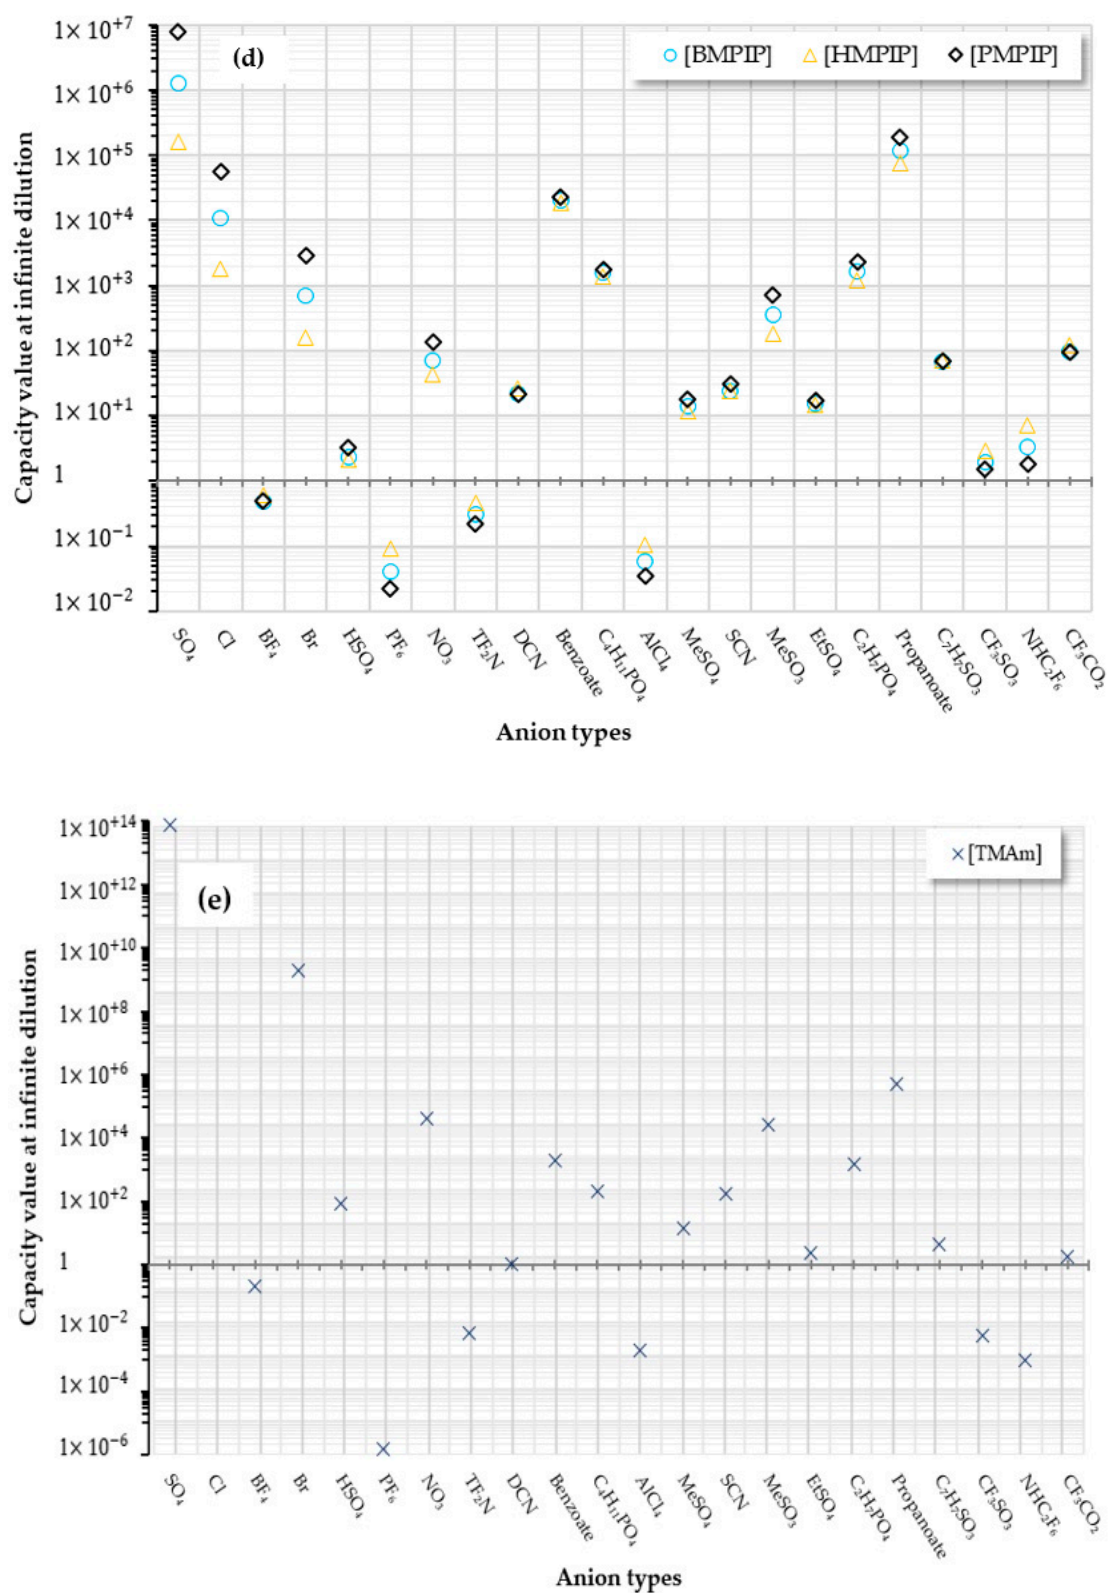 (d)
[BMPIP] [HMPIP] [PMPIP]
Capacity value at infinite dilution
1× 10⁺⁷
1× 10⁺⁶
1× 10⁺⁵
1× 10⁺⁴
1× 10⁺³
1× 10⁺²
1× 10⁺¹
1
1× 10⁻¹
1× 10⁻²
SO₄ Cl BF₄ Br HSO₄ PF₆ NO₃ TF₂N DCN Benzoate C₄H₁₁PO₄ AlCl₄ MeSO₄ SCN MeSO₃ EtSO₄ C₂H₇PO₄ Propanoate C₇H₇SO₃ CF₃SO₃ NHC₂F₆ CF₃CO₂
Anion types
(e)
[TMAm]
Capacity value at infinite dilution
1× 10⁺¹⁴
1× 10⁺¹²
1× 10⁺¹⁰
1× 10⁺⁸
1× 10⁺⁶
1× 10⁺⁴
1× 10⁺²
1
1× 10⁻²
1× 10⁻⁴
1× 10⁻⁶
SO₄ Cl BF₄ Br HSO₄ PF₆ NO₃ TF₂N DCN Benzoate C₄H₁₁PO₄ AlCl₄ MeSO₄ SCN MeSO₃ EtSO₄ C₂H₇PO₄ Propanoate C₇H₇SO₃ CF₃SO₃ NHC₂F₆ CF₃CO₂
Anion types